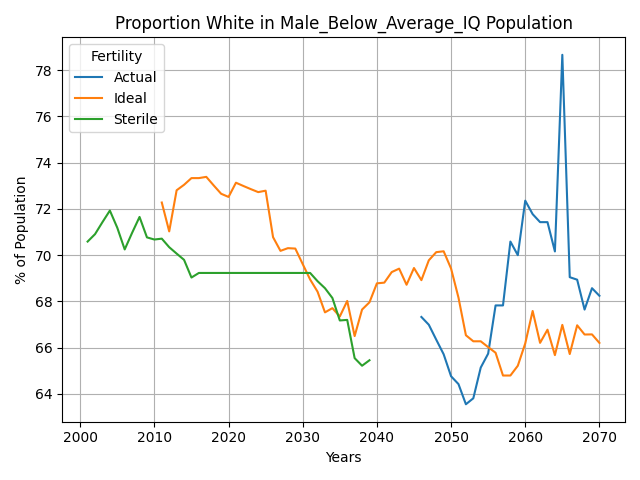 Proportion White in Male_Below_Average_IQ Population
Fertility
Actual
Ideal
Sterile
% of Population
78
76
74
72
70
68
66
64
2000 2010 2020 2030 2040 2050 2060 2070
Years